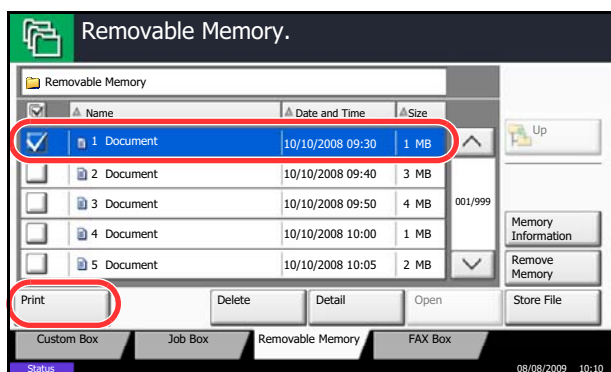 Removable Memory.
Removable Memory
Name Date and Time Size
1 Document 10/10/2008 09:30 1 MB
2 Document 10/10/2008 09:40 3 MB
3 Document 10/10/2008 09:50 4 MB
4 Document 10/10/2008 10:00 1 MB
5 Document 10/10/2008 10:05 2 MB
001/999
Up
Memory
Information
Remove
Memory
Print Delete Detail Open Store File
Custom Box Job Box Removable Memory FAX Box
Status 08/08/2009 10:10